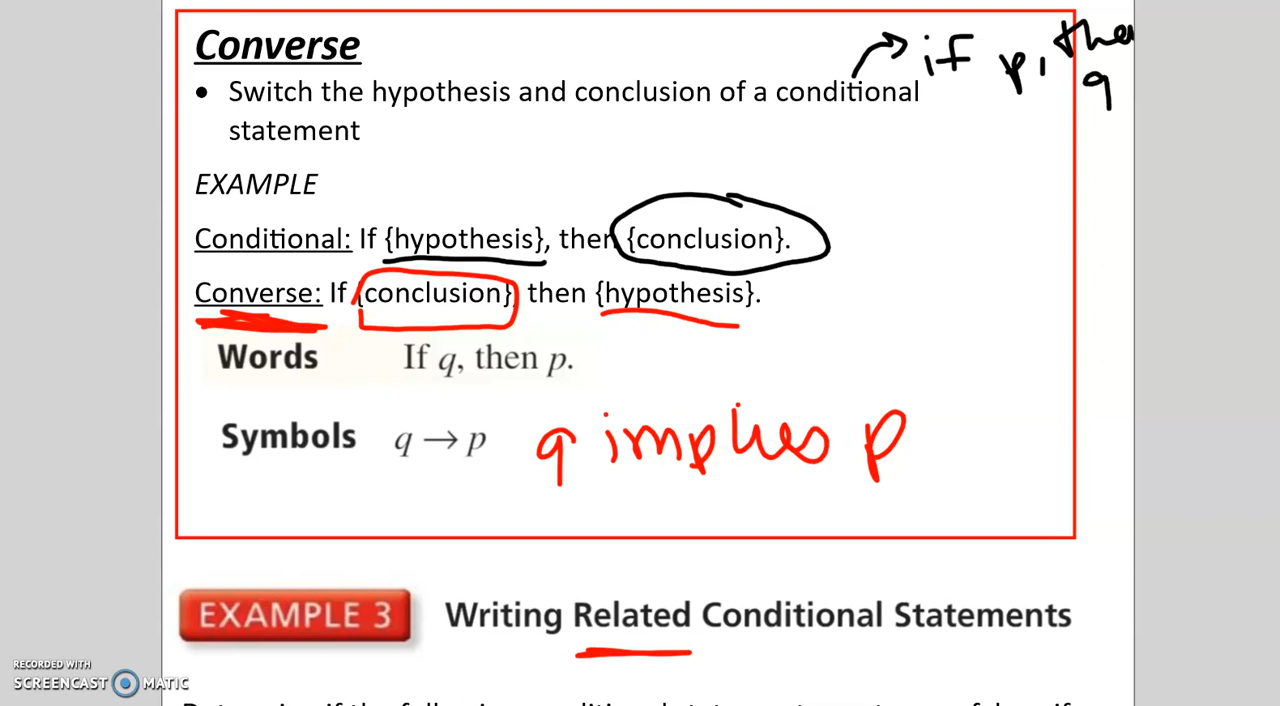 Converse
if p, the
q
• Switch the hypothesis and conclusion of a conditional
statement
EXAMPLE
Conditional: If {hypothesis}, then {conclusion}.
Converse: If {conclusion}, then {hypothesis}.
Words If q, then p.
Symbols q → p q implies p
EXAMPLE 3 Writing Related Conditional Statements
RECORDED WITH
SCREENCAST MATIC